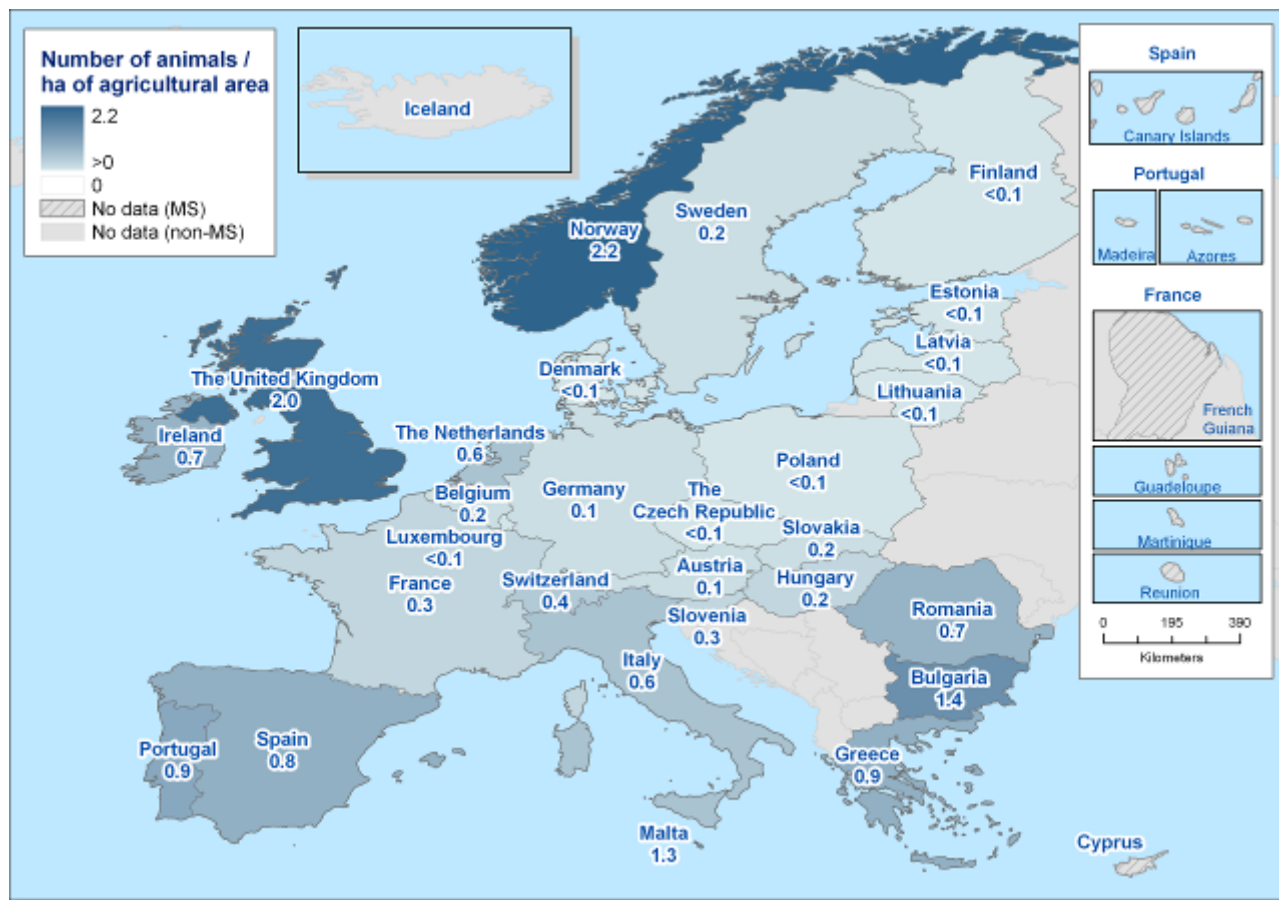 Number of animals /
ha of agricultural area
2.2
>0
0
No data (MS)
No data (non-MS)
Iceland
Spain
Canary Islands
Portugal
Madeira
Azores
France
French
Guiana
Guadeloupe
Martinique
Reunion
0 195 390
Kilometers
Finland
<0.1
Sweden
0.2
Norway
2.2
Estonia
<0.1
Latvia
<0.1
Lithuania
<0.1
Denmark
<0.1
The United Kingdom
2.0
Ireland
0.7
The Netherlands
0.6
Belgium
0.2
Luxembourg
<0.1
France
0.3
Germany
0.1
The
Czech Republic
<0.1
Poland
<0.1
Slovakia
0.2
Austria
0.1
Hungary
0.2
Switzerland
0.4
Slovenia
0.3
Romania
0.7
Bulgaria
1.4
Italy
0.6
Portugal
0.9
Spain
0.8
Greece
0.9
Malta
1.3
Cyprus